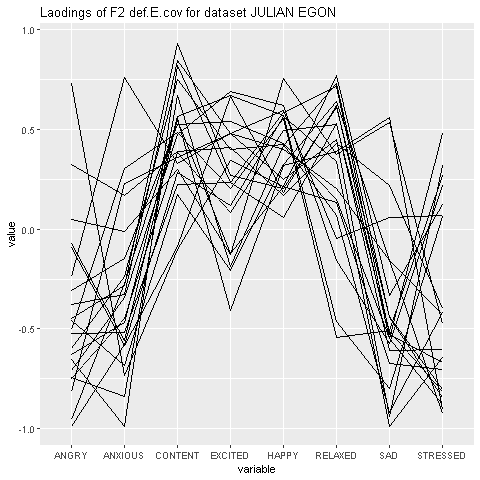 Laodings of F2 def.E.cov for dataset JULIAN EGON
1.0
0.5
0.0
-0.5
-1.0
value
ANGRY ANXIOUS CONTENT EXCITED HAPPY RELAXED SAD STRESSED
variable